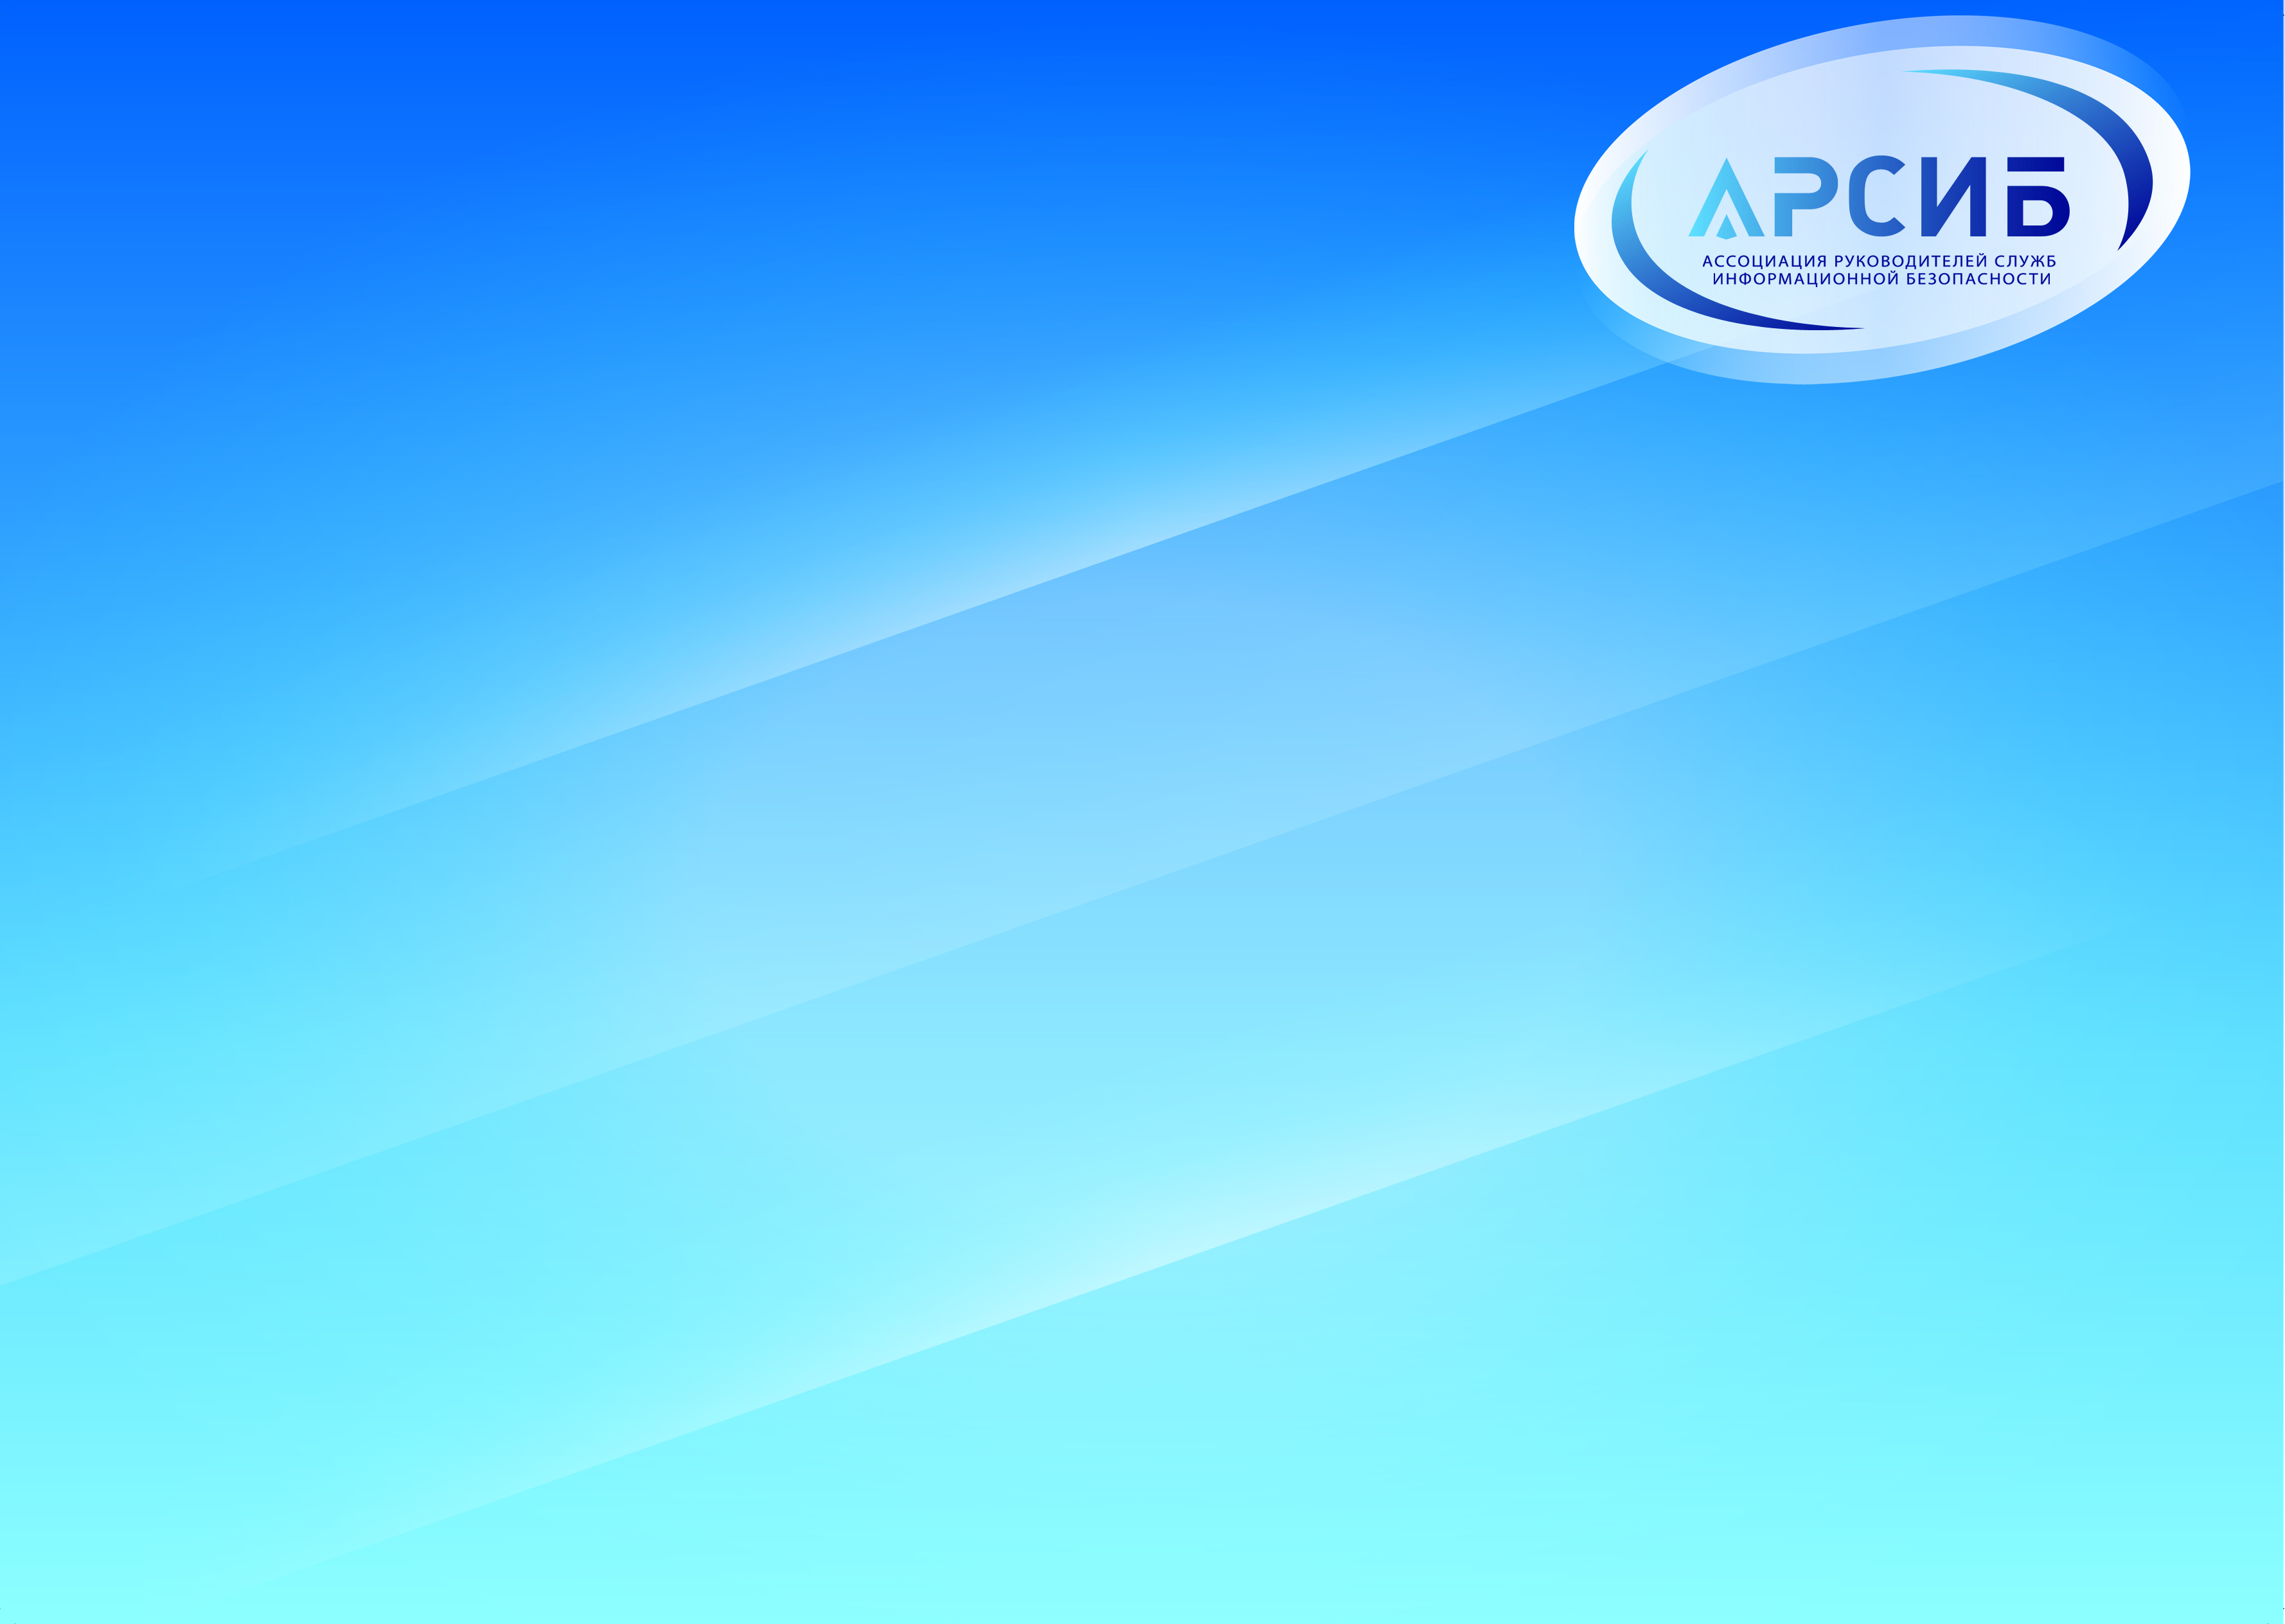 АРСИБ
АССОЦИАЦИЯ РУКОВОДИТЕЛЕЙ СЛУЖБ
ИНФОРМАЦИОННОЙ БЕЗОПАСНОСТИ